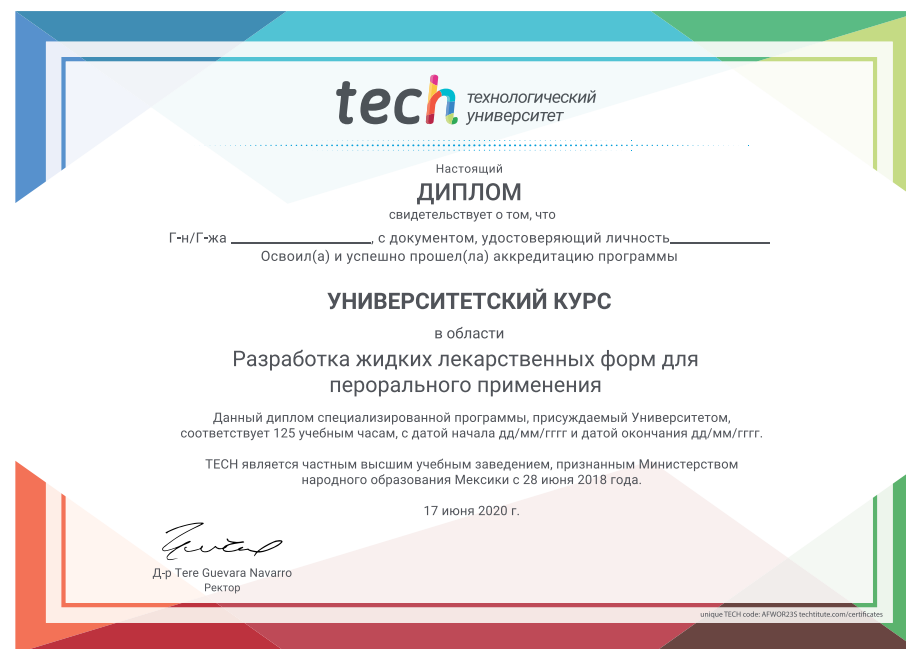 tech технологический
университет
Настоящий
ДИПЛОМ
свидетельствует о том, что
Г-н/Г-жа ____________________, с документом, удостоверяющий личность______________
Освоил(а) и успешно прошел(ла) аккредитацию программы
УНИВЕРСИТЕТСКИЙ КУРС
в области
Разработка жидких лекарственных форм для
перорального применения
Данный диплом специализированной программы, присуждаемый Университетом,
соответствует 125 учебным часам, с датой начала дд/мм/гггг и датой окончания дд/мм/гггг.
TECH является частным высшим учебным заведением, признанным Министерством
народного образования Мексики с 28 июня 2018 года.
17 июня 2020 г.
Д-р Tere Guevara Navarro
Ректор
unique TECH code: AFWOR23S techtitute.com/certificates